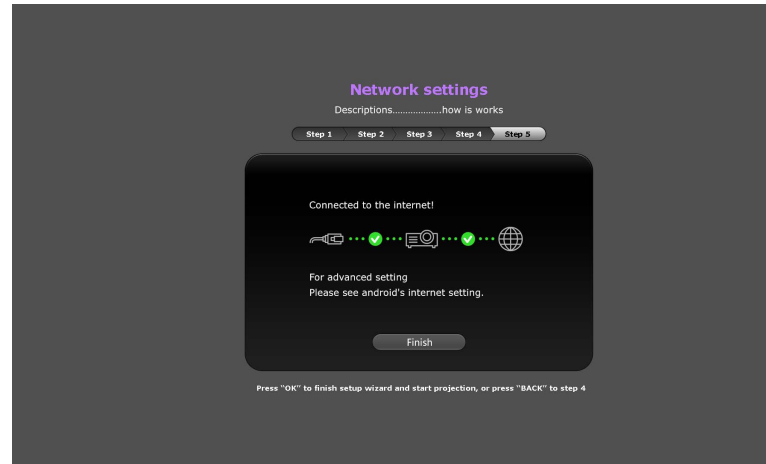 Network settings
Descriptions..................how is works
Step 1 Step 2 Step 3 Step 4 Step 5
Connected to the internet!
For advanced setting
Please see android's internet setting.
Finish
Press "OK" to finish setup wizard and start projection, or press "BACK" to step 4